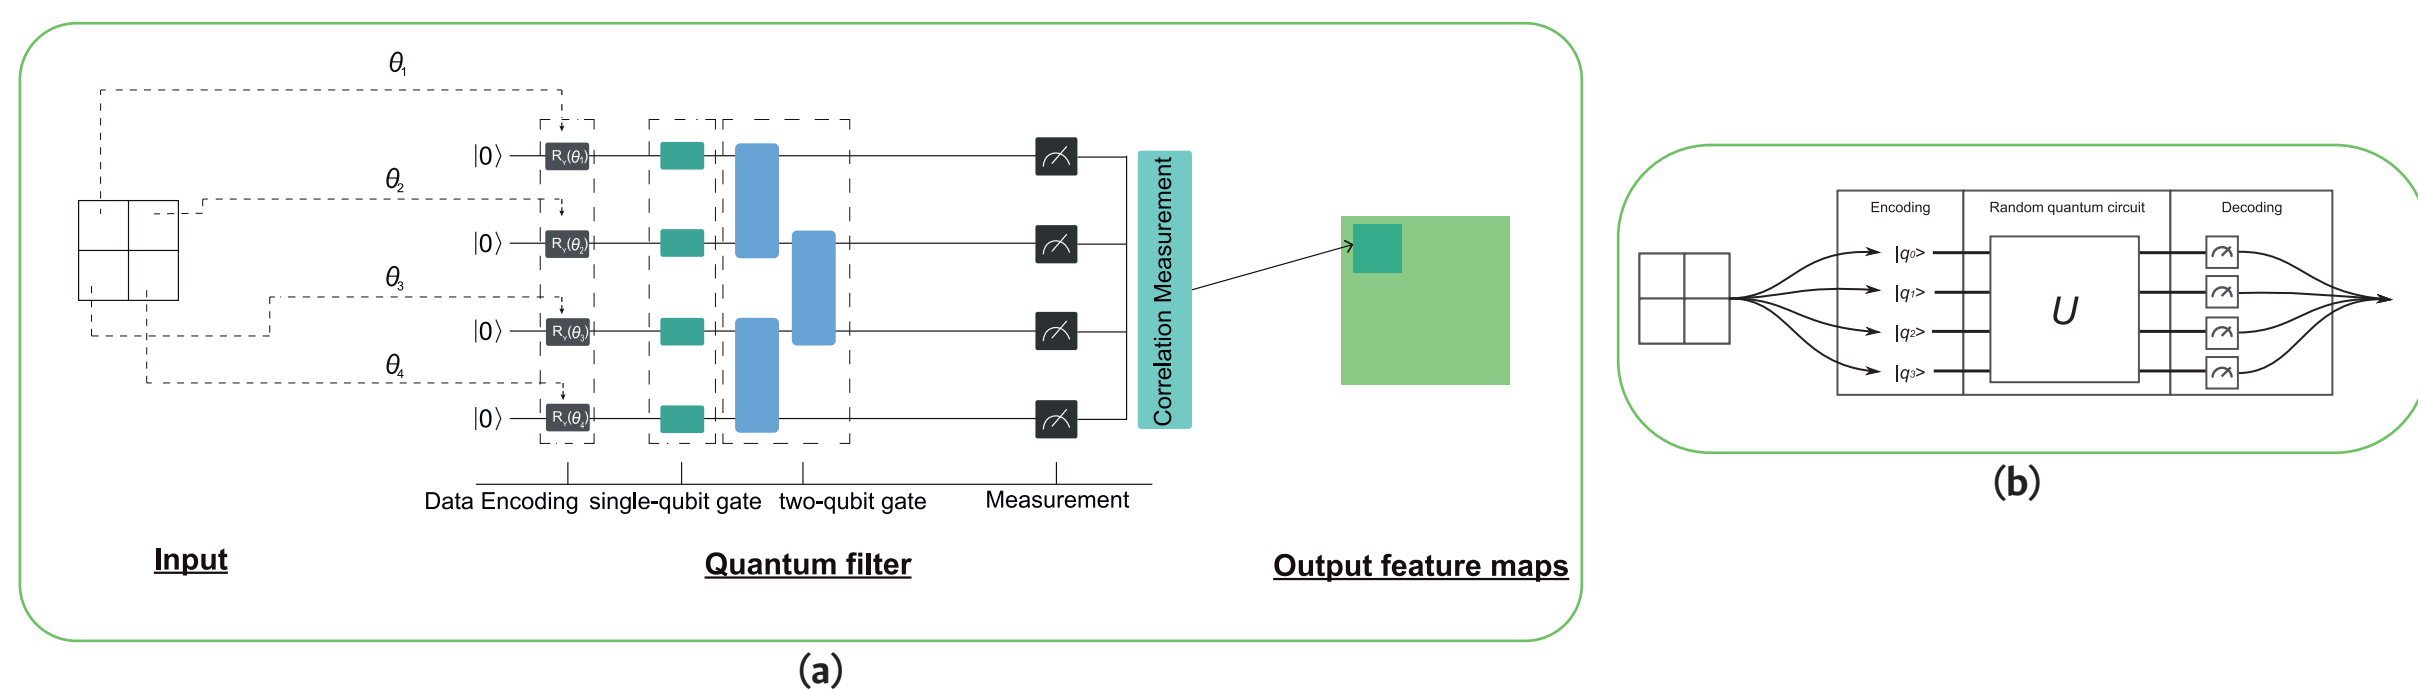 θ1
|0⟩ RY(θ1)
θ2
|0⟩ RY(θ2)
θ3
|0⟩ RY(θ3)
θ4
|0⟩ RY(θ4)
Correlation Measurement
Data Encoding single-qubit gate two-qubit gate Measurement
Input
Quantum filter
Output feature maps
(a)
Encoding Random quantum circuit Decoding
|q0>
|q1>
|q2>
|q3>
U
(b)